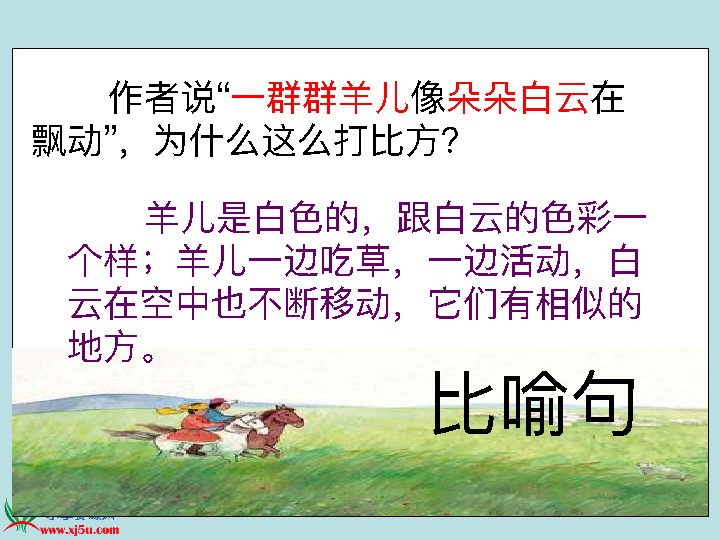 作者说“一群群羊儿像朵朵白云在
飘动”，为什么这么打比方？
羊儿是白色的，跟白云的色彩一
个样；羊儿一边吃草，一边活动，白
云在空中也不断移动，它们有相似的
地方。
比喻句
www.xj5u.com